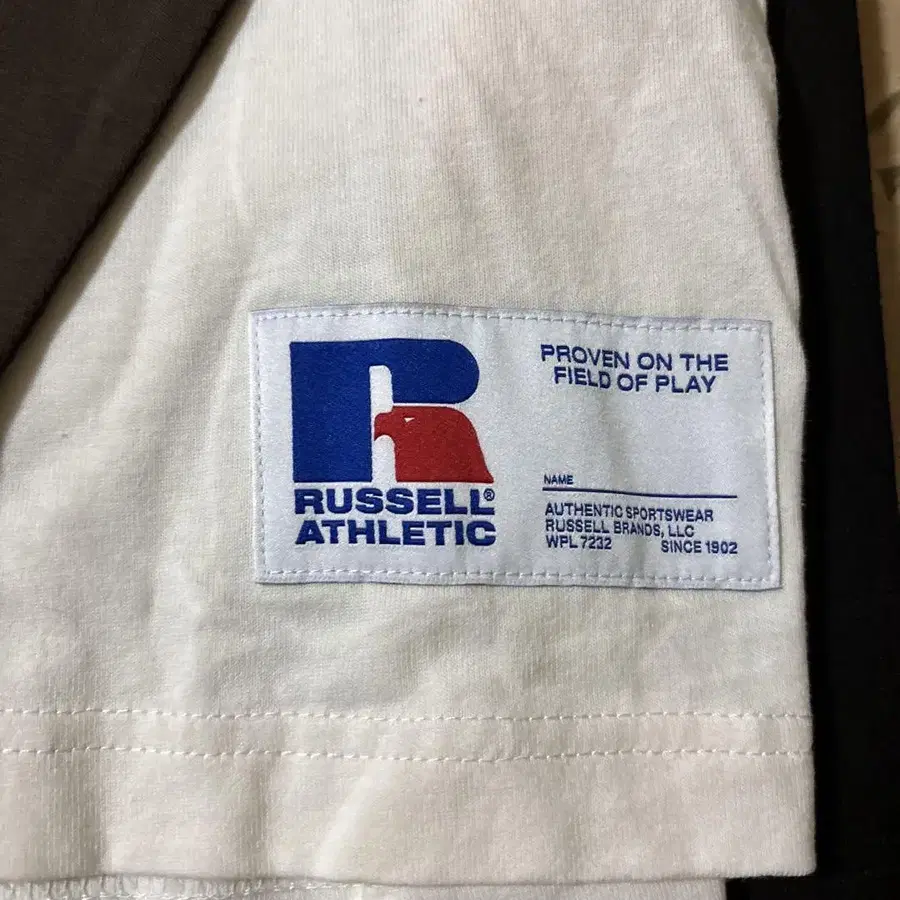 PROVEN ON THE
FIELD OF PLAY
RUSSELL®
ATHLETIC
NAME
AUTHENTIC SPORTSWEAR
RUSSELL BRANDS, LLC
WPL 7232 SINCE 1902